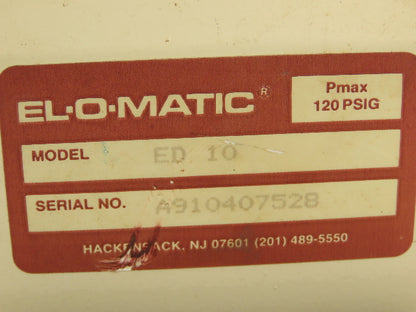 EL-O-MATIC®
Pmax
120 PSIG
MODEL ED 10
SERIAL NO. A910407528
HACKENSACK, NJ 07601 (201) 489-5550